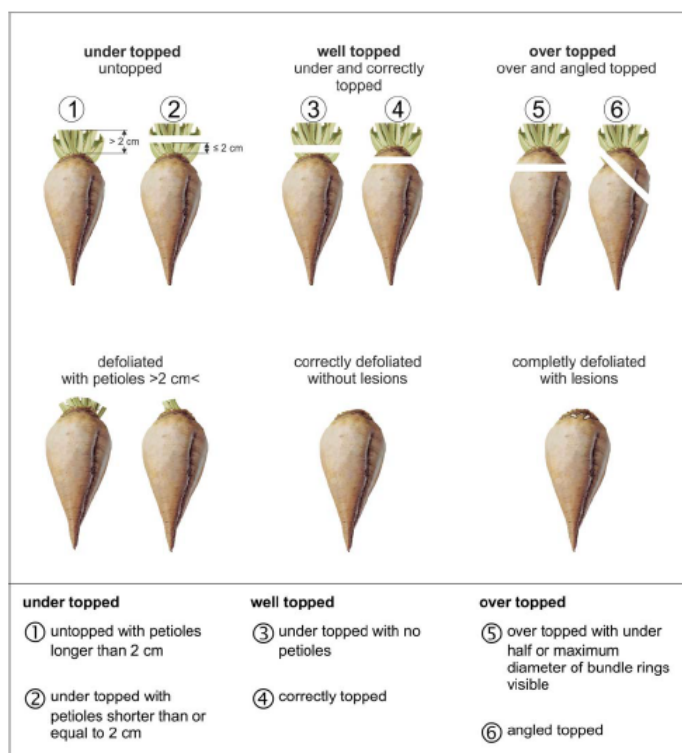 under topped
untopped
well topped
under and correctly
topped
over topped
over and angled topped
1
2
3
4
5
6
> 2 cm
≤ 2 cm
defoliated
with petioles >2 cm<
correctly defoliated
without lesions
completly defoliated
with lesions
under topped
1 untopped with petioles
longer than 2 cm
2 under topped with
petioles shorter than or
equal to 2 cm
well topped
3 under topped with no
petioles
4 correctly topped
over topped
5 over topped with under
half or maximum
diameter of bundle rings
visible
6 angled topped